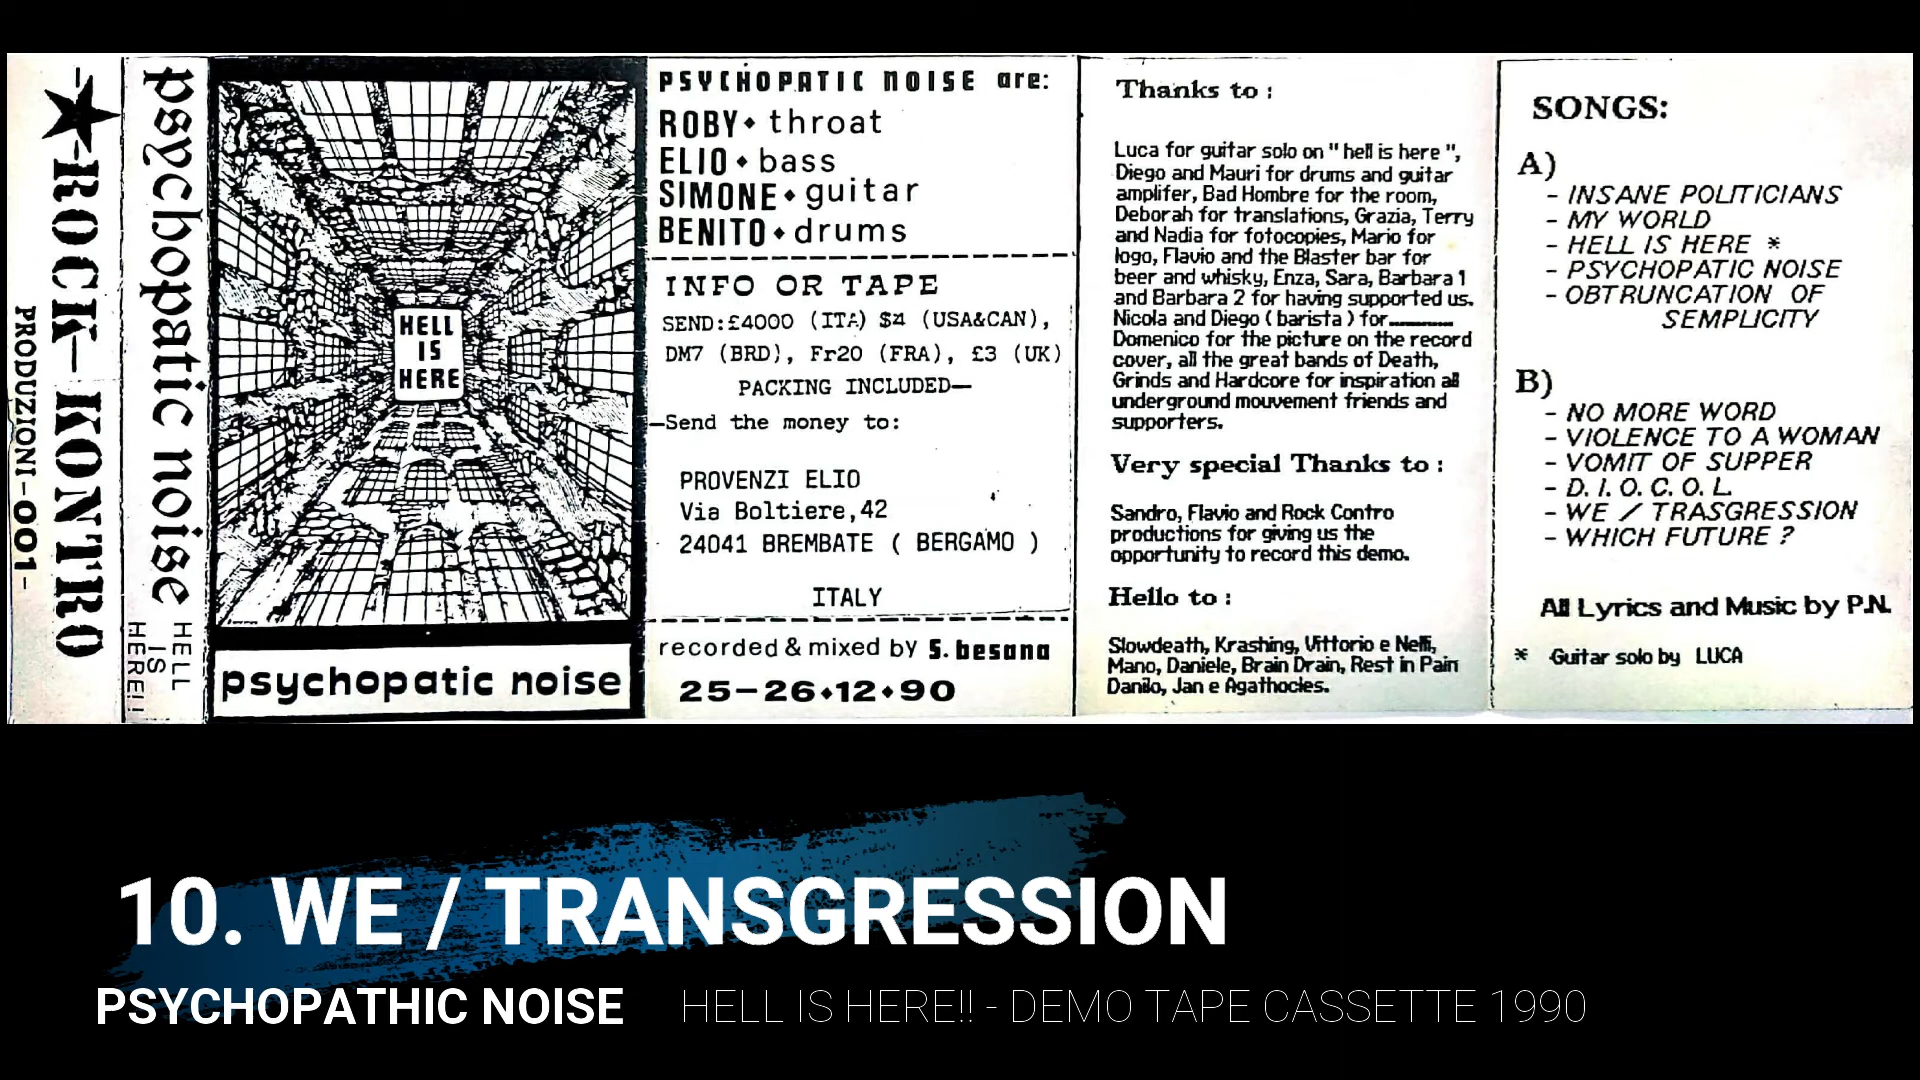 -★-ROCK-KONTRO
PRODUZIONI -001-
psychopatic noise
HELL
IS
HERE!!
HELL
IS
HERE
psychopatic noise
PSYCHOPATIC NOISE are:
ROBY • throat
ELIO • bass
SIMONE • guitar
BENITO • drums
INFO OR TAPE
SEND:£4000 (ITA) $4 (USA&CAN),
DM7 (BRD), Fr20 (FRA), £3 (UK)
PACKING INCLUDED—
—Send the money to:
PROVENZI ELIO
Via Boltiere,42
24041 BREMBATE ( BERGAMO )
ITALY
recorded & mixed by S. besana
25-26•12•90
Thanks to :
Luca for guitar solo on " hell is here ",
Diego and Mauri for drums and guitar
amplifer, Bad Hombre for the room,
Deborah for translations, Grazia, Terry
and Nadia for fotocopies, Mario for
logo, Flavio and the Blaster bar for
beer and whisky, Enza, Sara, Barbara 1
and Barbara 2 for having supported us.
Nicola and Diego ( barista ) for............
Domenico for the picture on the record
cover, all the great bands of Death,
Grinds and Hardcore for inspiration all
underground mouvement friends and
supporters.
Very special Thanks to :
Sandro, Flavio and Rock Contro
productions for giving us the
opportunity to record this demo.
Hello to :
Slowdeath, Krashing, Vittorio e Nelli,
Mano, Daniele, Brain Drain, Rest in Pain
Danilo, Jan e Agathocles.
SONGS:
A)
- INSANE POLITICIANS
- MY WORLD
- HELL IS HERE *
- PSYCHOPATIC NOISE
- OBTRUNCATION OF
SEMPLICITY
B)
- NO MORE WORD
- VIOLENCE TO A WOMAN
- VOMIT OF SUPPER
- D. I. O. C. O. L.
- WE / TRASGRESSION
- WHICH FUTURE ?
All Lyrics and Music by P.N.
* Guitar solo by LUCA
10. WE / TRANSGRESSION
PSYCHOPATHIC NOISE HELL IS HERE!! - DEMO TAPE CASSETTE 1990